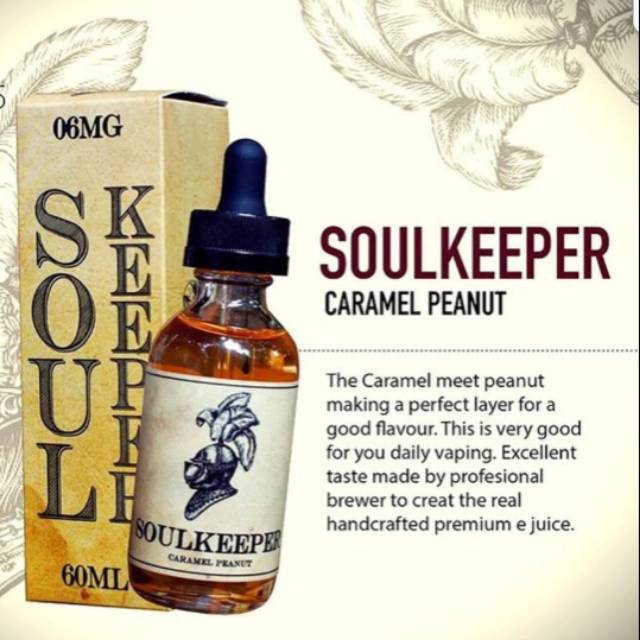 06MG
SOUL
KEEPER
60ML
SOULKEEPER
CARAMEL PEANUT
SOULKEEPER
CARAMEL PEANUT
The Caramel meet peanut
making a perfect layer for a
good flavour. This is very good
for you daily vaping. Excellent
taste made by profesional
brewer to creat the real
handcrafted premium e juice.